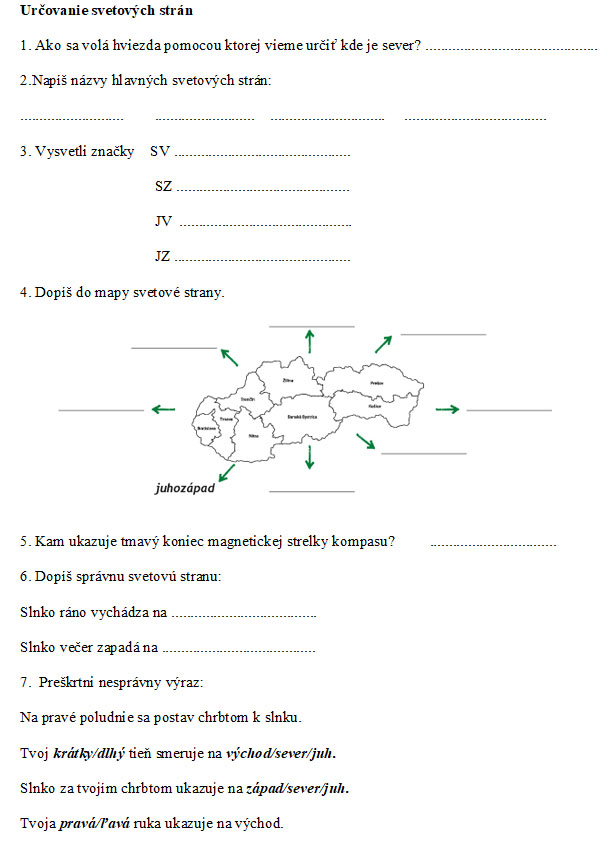 Určovanie svetových strán
1. Ako sa volá hviezda pomocou ktorej vieme určiť kde je sever? ................................................
2.Napíš názvy hlavných svetových strán:
............................ ........................... ............................... ......................................
3. Vysvetli značky SV ...............................................
SZ ...............................................
JV ...............................................
JZ ...............................................
4. Dopíš do mapy svetové strany.
Žilina
Prešov
Trenčín
Košice
Trnava
Banská Bystrica
Bratislava
Nitra
juhozápad
5. Kam ukazuje tmavý koniec magnetickej strelky kompasu? ..................................
6. Dopíš správnu svetovú stranu:
Slnko ráno vychádza na .......................................
Slnko večer zapadá na .........................................
7. Preškrtni nesprávny výraz:
Na pravé poludnie sa postav chrbtom k slnku.
Tvoj krátky/dlhý tieň smeruje na východ/sever/juh.
Slnko za tvojím chrbtom ukazuje na západ/sever/juh.
Tvoja pravá/ľavá ruka ukazuje na východ.